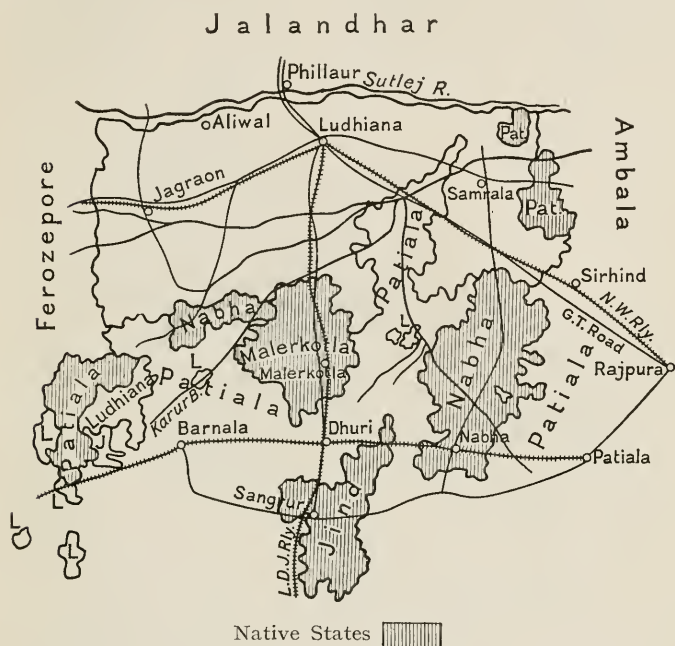 Jalandhar
Phillaur
Sutlej R.
Aliwal
Ludhiana
Pat.
Ambala
Jagraon
Samrala
Pat.
Ferozepore
Patiala
Sirhind
N.W Rly.
G.T. Road
Nabha
L
Malerkotla
Malerkotla
Nabha
Patiala
Rajpura
Patiala
Ludhiana
L
Patiala
Karur B.
Barnala
Dhuri
Nabha
Patiala
L
L
L
Sangrur
Jind
L.D.J.Rly.
L
L
Native States